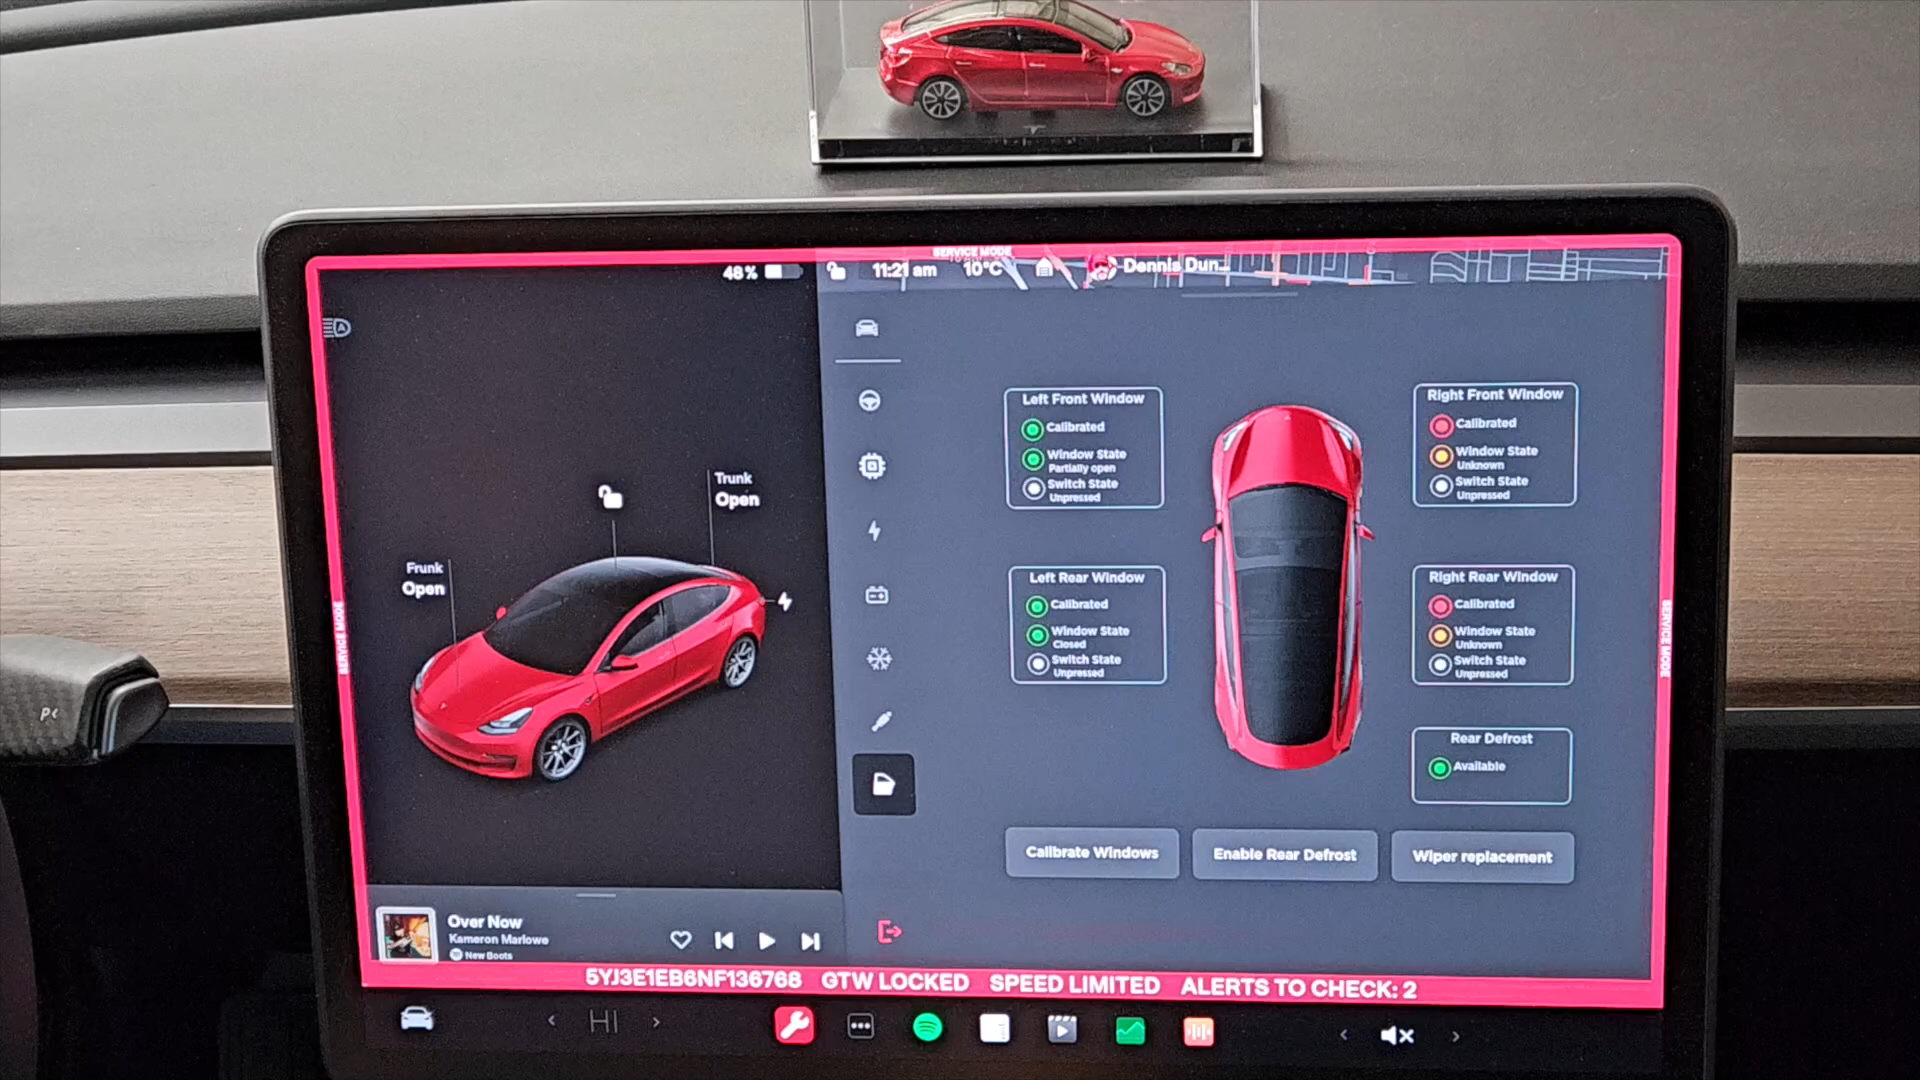 SERVICE MODE
48%
11:21 am
10°C
Dennis Dun...
Trunk
Open
Frunk
Open
Left Front Window
Calibrated
Window State
Partially open
Switch State
Unpressed
Right Front Window
Calibrated
Window State
Unknown
Switch State
Unpressed
Left Rear Window
Calibrated
Window State
Closed
Switch State
Unpressed
Right Rear Window
Calibrated
Window State
Unknown
Switch State
Unpressed
SERVICE MODE
SERVICE MODE
Rear Defrost
Available
Calibrate Windows
Enable Rear Defrost
Wiper replacement
Over Now
Kameron Marlowe
New Boots
5YJ3E1EB6NF136768 GTW LOCKED SPEED LIMITED ALERTS TO CHECK: 2
HI
P